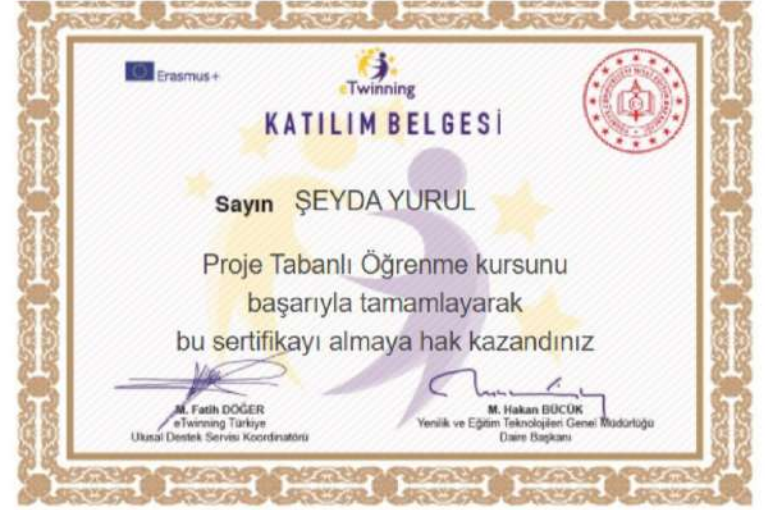 Erasmus+
eTwinning
KATILIM BELGESİ
Sayın ŞEYDA YURUL
Proje Tabanlı Öğrenme kursunu
başarıyla tamamlayarak
bu sertifikayı almaya hak kazandınız
M. Fatih DÖĞER
eTwinning Türkiye
Ulusal Destek Servisi Koordinatörü
M. Hakan BÜCÜK
Yenilik ve Eğitim Teknolojileri Genel Müdürlüğü
Daire Başkanı